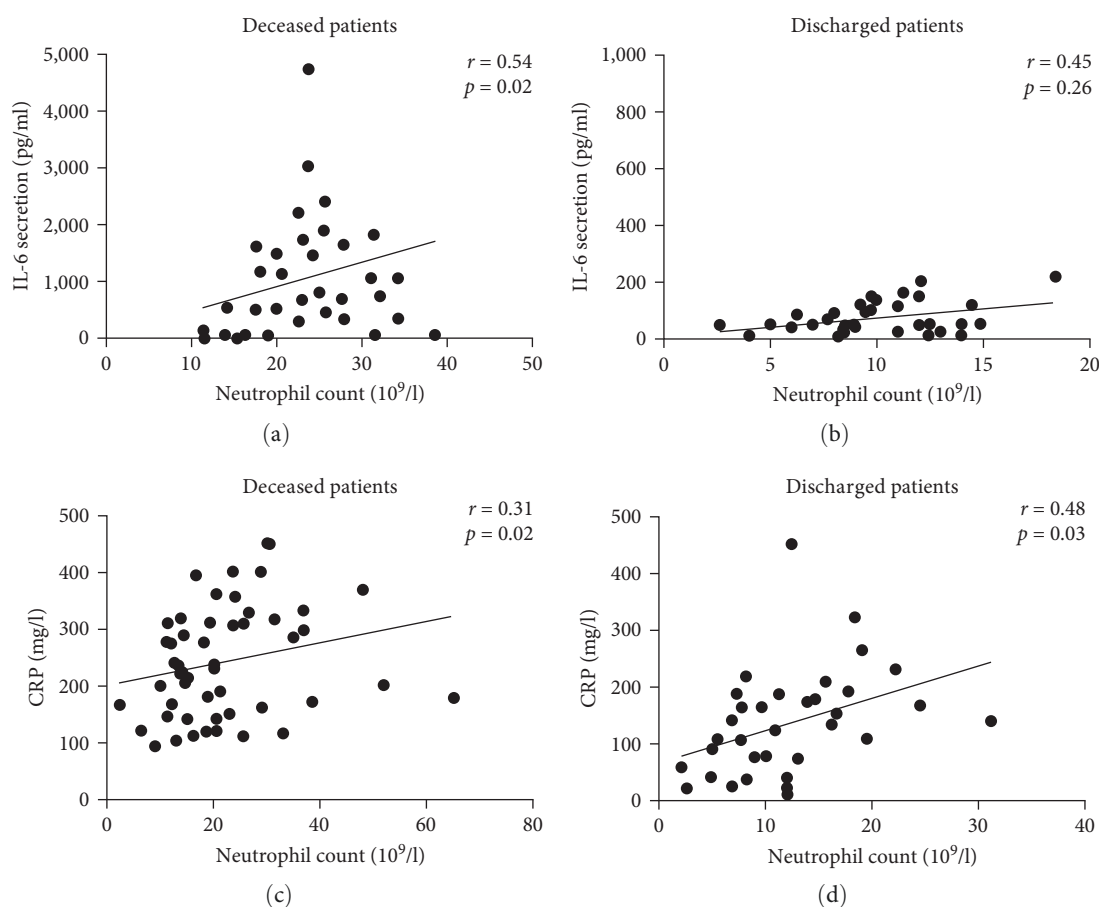 Deceased patients
r = 0.54
p = 0.02
5,000
4,000
3,000
2,000
1,000
0
IL-6 secretion (pg/ml)
0 10 20 30 40 50
Neutrophil count (10⁹/l)
(a)
Discharged patients
r = 0.45
p = 0.26
1,000
800
600
400
200
0
IL-6 secretion (pg/ml)
0 5 10 15 20
Neutrophil count (10⁹/l)
(b)
Deceased patients
r = 0.31
p = 0.02
500
400
300
200
100
0
CRP (mg/l)
0 20 40 60 80
Neutrophil count (10⁹/l)
(c)
Discharged patients
r = 0.48
p = 0.03
500
400
300
200
100
0
CRP (mg/l)
0 10 20 30 40
Neutrophil count (10⁹/l)
(d)